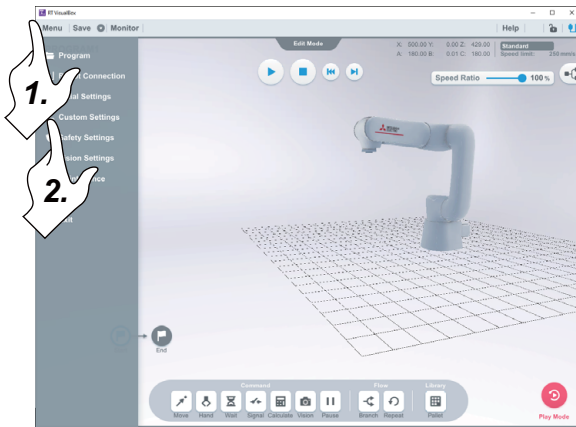 RT VisualBox
Menu Save Monitor Help
Edit Mode
X: 500.00 Y: 0.00 Z: 429.00 Standard
A: 180.00 B: 0.01 C: 180.00 Speed limit: 250 mm/s
Program
Connection
Speed Ratio 100 %
1.
Settings
Custom Settings
Safety Settings
Settings
2.
End
Command Flow Library
Move Hand Wait Signal Calculate Vision Pause Branch Repeat Pallet
Play Mode